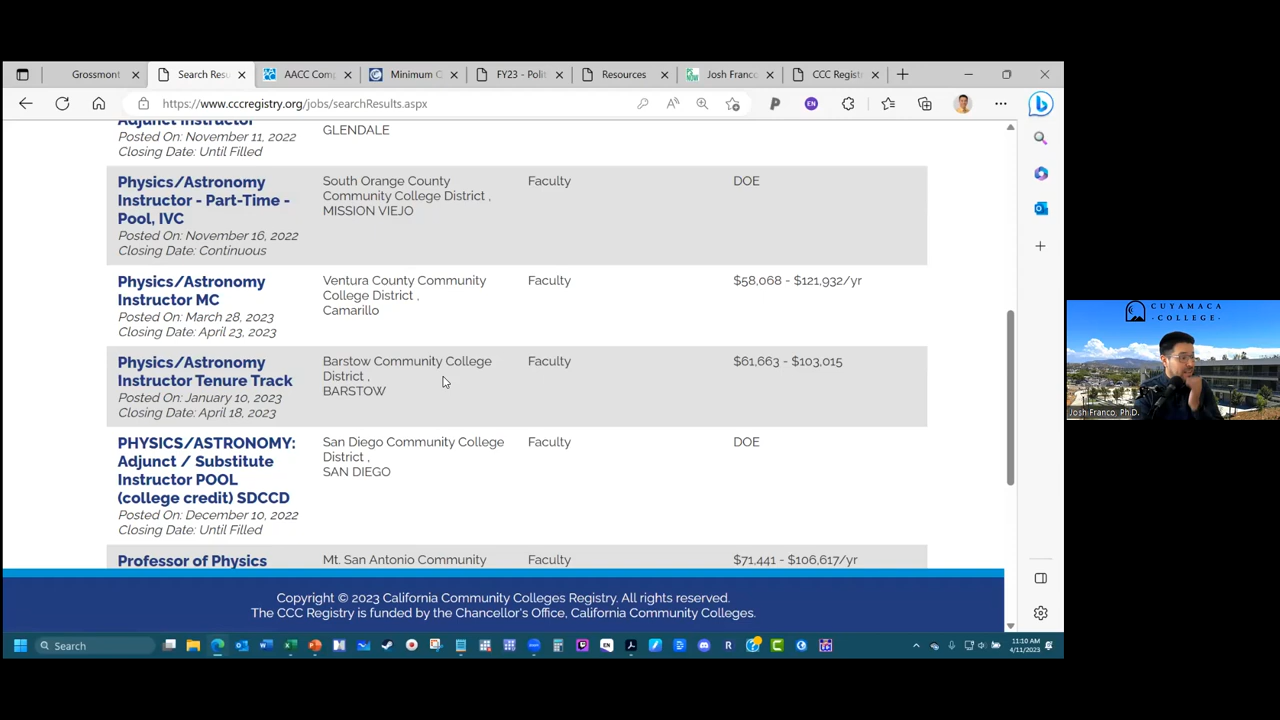 Grossmont
Search Resu
AACC Comp
Minimum Q
FY23 - Polit
Resources
Josh Franco,
CCC Registr
https://www.cccregistry.org/jobs/searchResults.aspx
Adjunct Instructor
Posted On: November 11, 2022
Closing Date: Until Filled
GLENDALE
Physics/Astronomy
Instructor - Part-Time -
Pool, IVC
Posted On: November 16, 2022
Closing Date: Continuous
South Orange County
Community College District ,
MISSION VIEJO
Faculty
DOE
Physics/Astronomy
Instructor MC
Posted On: March 28, 2023
Closing Date: April 23, 2023
Ventura County Community
College District ,
Camarillo
Faculty
$58,068 - $121,932/yr
Physics/Astronomy
Instructor Tenure Track
Posted On: January 10, 2023
Closing Date: April 18, 2023
Barstow Community College
District ,
BARSTOW
Faculty
$61,663 - $103,015
PHYSICS/ASTRONOMY:
Adjunct / Substitute
Instructor POOL
(college credit) SDCCD
Posted On: December 10, 2022
Closing Date: Until Filled
San Diego Community College
District ,
SAN DIEGO
Faculty
DOE
Professor of Physics
Mt. San Antonio Community
Faculty
$71,441 - $106,617/yr
Copyright © 2023 California Community Colleges Registry. All rights reserved.
The CCC Registry is funded by the Chancellor's Office, California Community Colleges.
Search
11:10 AM
4/11/2023
CUYAMACA
·COLLEGE·
Josh Franco, Ph.D.